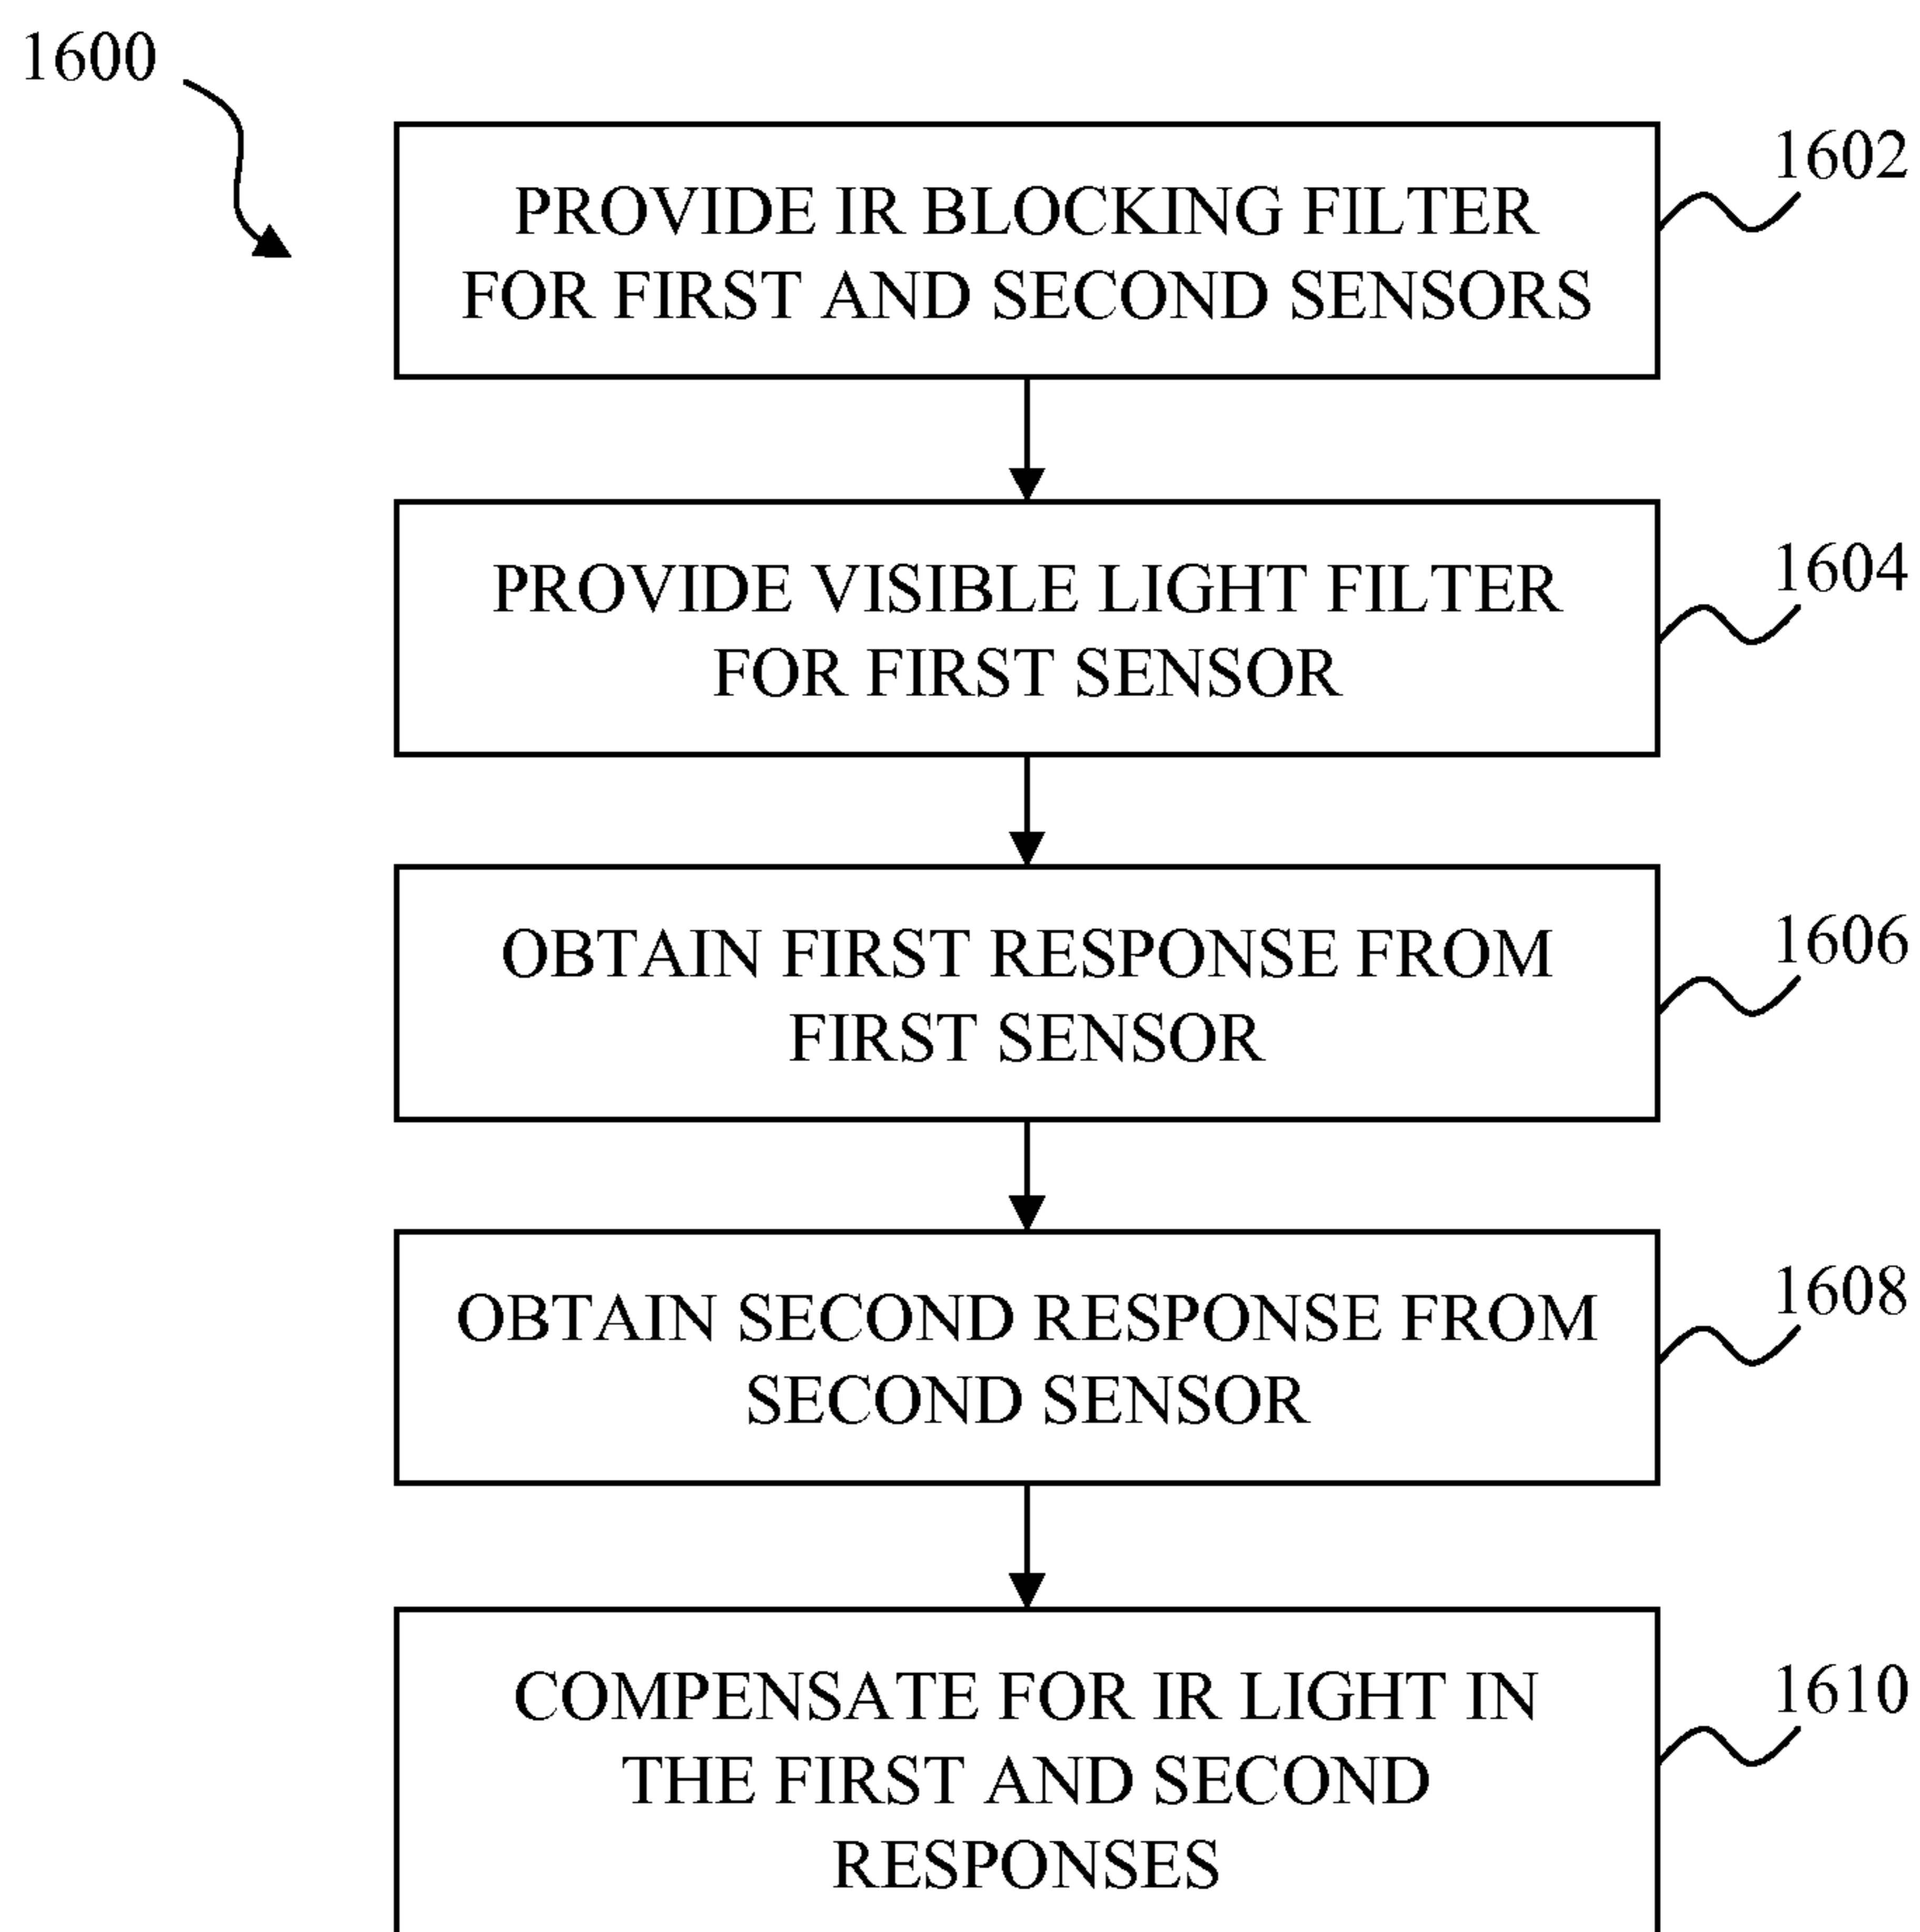 1600
1602
PROVIDE IR BLOCKING FILTER
FOR FIRST AND SECOND SENSORS
1604
PROVIDE VISIBLE LIGHT FILTER
FOR FIRST SENSOR
1606
OBTAIN FIRST RESPONSE FROM
FIRST SENSOR
1608
OBTAIN SECOND RESPONSE FROM
SECOND SENSOR
1610
COMPENSATE FOR IR LIGHT IN
THE FIRST AND SECOND
RESPONSES